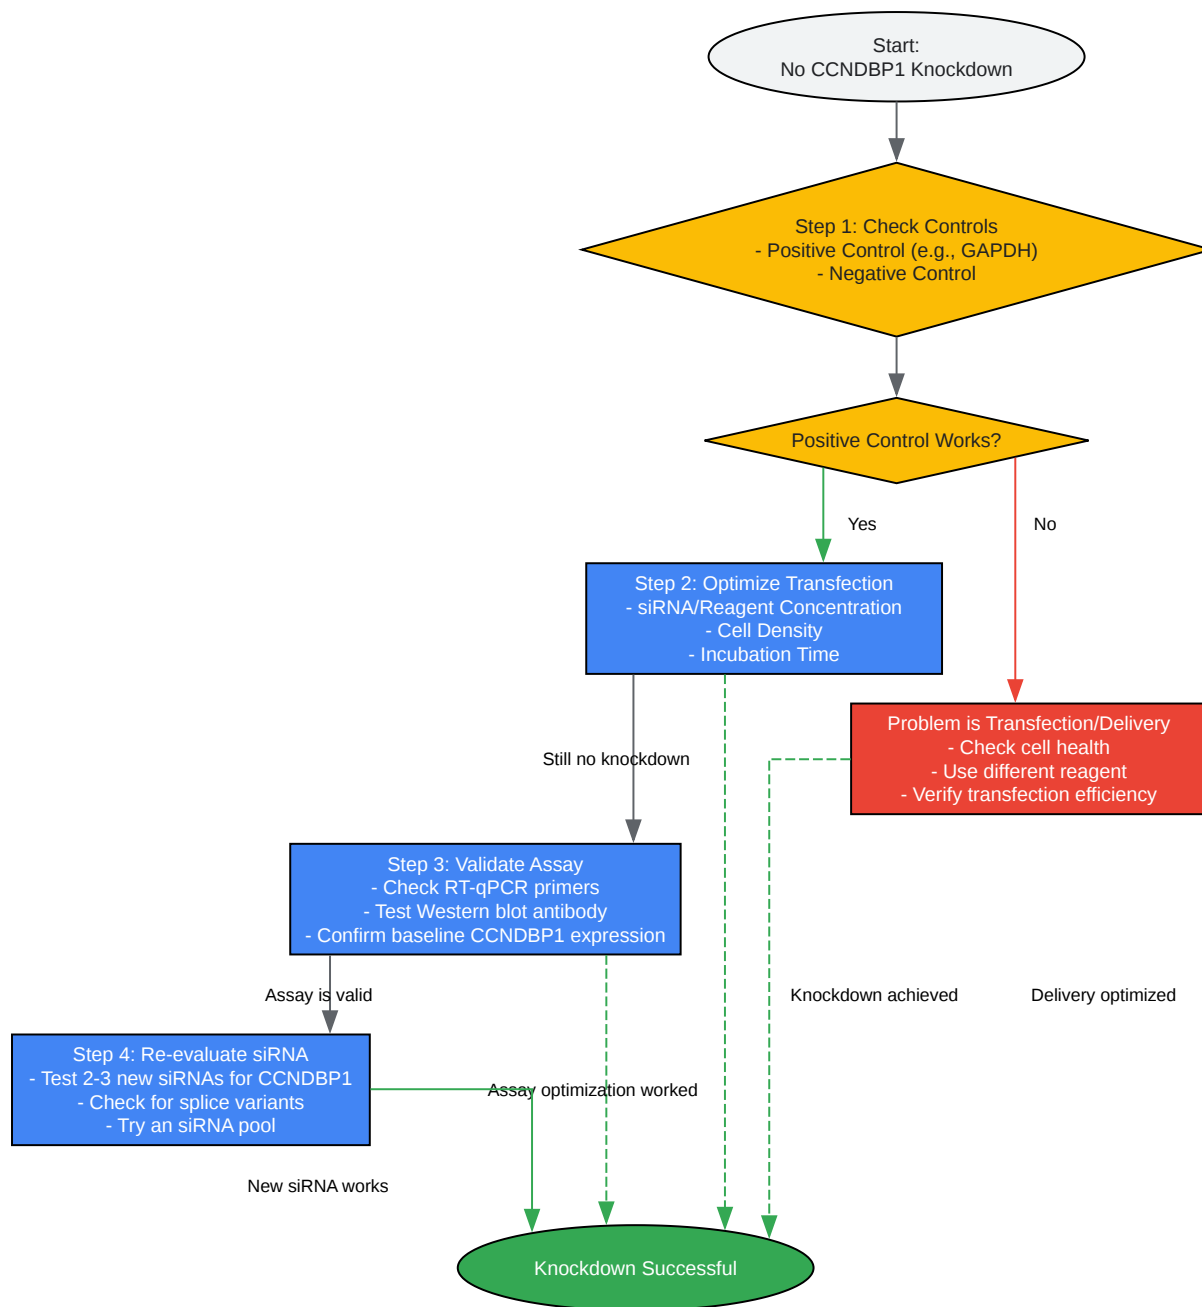 Start:
No CCNDBP1 Knockdown
Step 1: Check Controls
- Positive Control (e.g., GAPDH)
- Negative Control
Positive Control Works?
Yes
No
Step 2: Optimize Transfection
- siRNA/Reagent Concentration
- Cell Density
- Incubation Time
Problem is Transfection/Delivery
- Check cell health
- Use different reagent
- Verify transfection efficiency
Still no knockdown
Step 3: Validate Assay
- Check RT-qPCR primers
- Test Western blot antibody
- Confirm baseline CCNDBP1 expression
Assay is valid
Knockdown achieved
Delivery optimized
Step 4: Re-evaluate siRNA
- Test 2-3 new siRNAs for CCNDBP1
- Check for splice variants
- Try an siRNA pool
Assay optimization worked
New siRNA works
Knockdown Successful